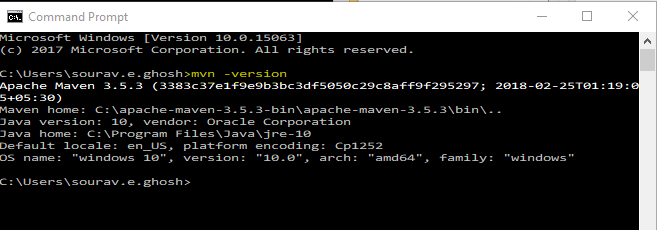 Command Prompt
Microsoft Windows [Version 10.0.15063]
(c) 2017 Microsoft Corporation. All rights reserved.
C:\Users\sourav.e.ghosh>mvn -version
Apache Maven 3.5.3 (3383c37e1f9e9b3bc3df5050c29c8aff9f295297; 2018-02-25T01:19:0
5+05:30)
Maven home: C:\apache-maven-3.5.3-bin\apache-maven-3.5.3\bin\..
Java version: 10, vendor: Oracle Corporation
Java home: C:\Program Files\Java\jre-10
Default locale: en_US, platform encoding: Cp1252
OS name: "windows 10", version: "10.0", arch: "amd64", family: "windows"
C:\Users\sourav.e.ghosh>